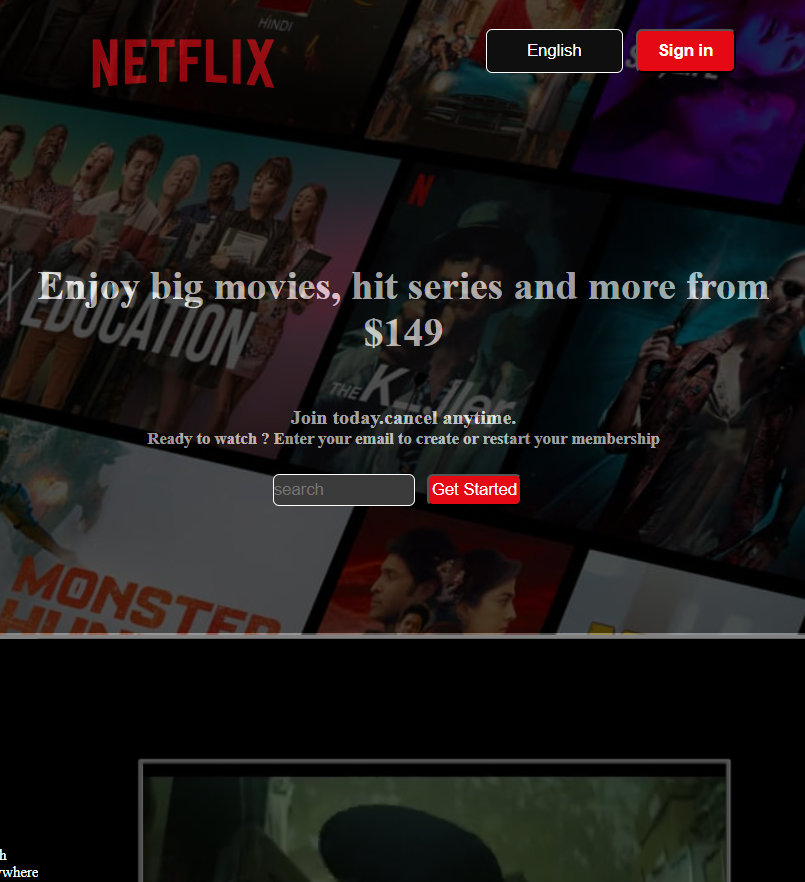 HINDI
NETFLIX
English
Sign in
EDUCATION
Enjoy big movies, hit series and more from
$149
THE
Join today.cancel anytime.
Ready to watch ? Enter your email to create or restart your membership
search
Get Started
MONSTER
h
where